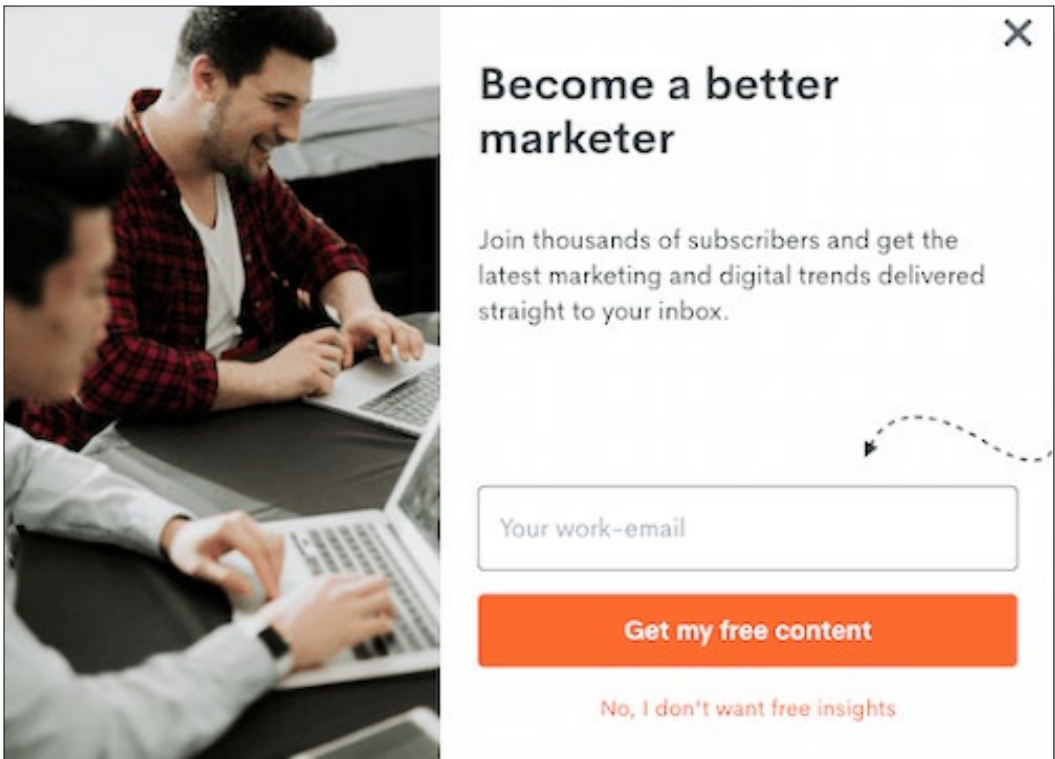 Become a better
marketer
Join thousands of subscribers and get the
latest marketing and digital trends delivered
straight to your inbox.
Your work-email
Get my free content
No, I don't want free insights